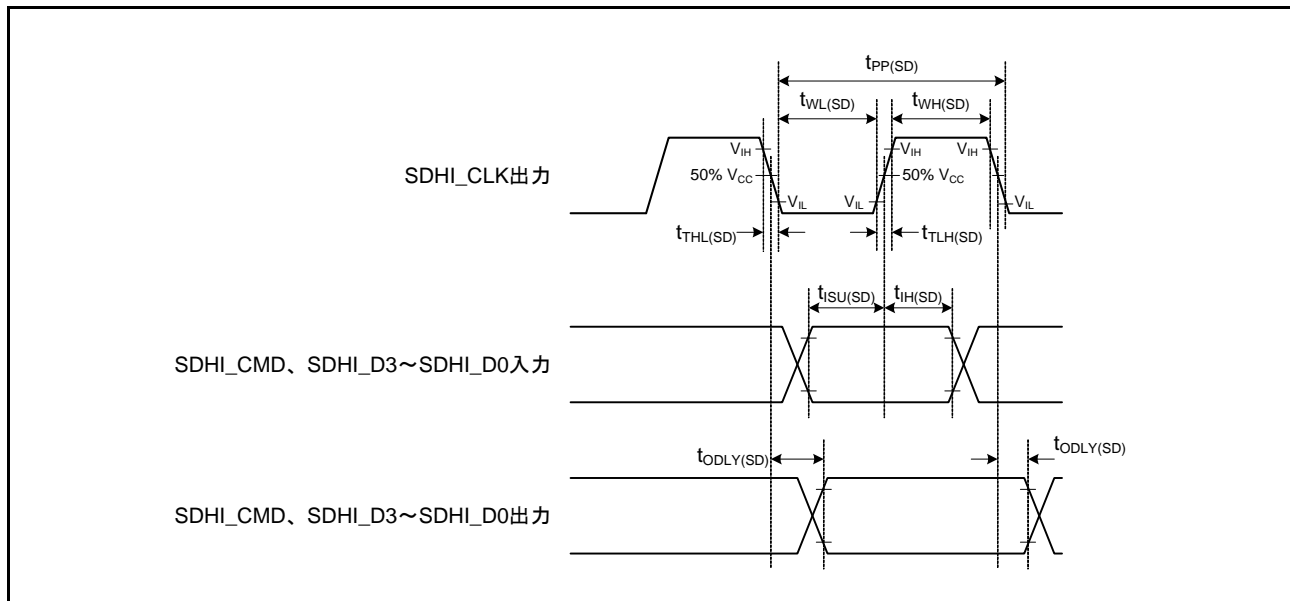 tPP(SD)
tWL(SD) tWH(SD)
VIH VIH VIH
SDHI_CLK出力 50% VCC 50% VCC
VIL VIL VIL
tTHL(SD) tTLH(SD)
tISU(SD) tIH(SD)
SDHI_CMD、SDHI_D3～SDHI_D0入力
tODLY(SD) tODLY(SD)
SDHI_CMD、SDHI_D3～SDHI_D0出力